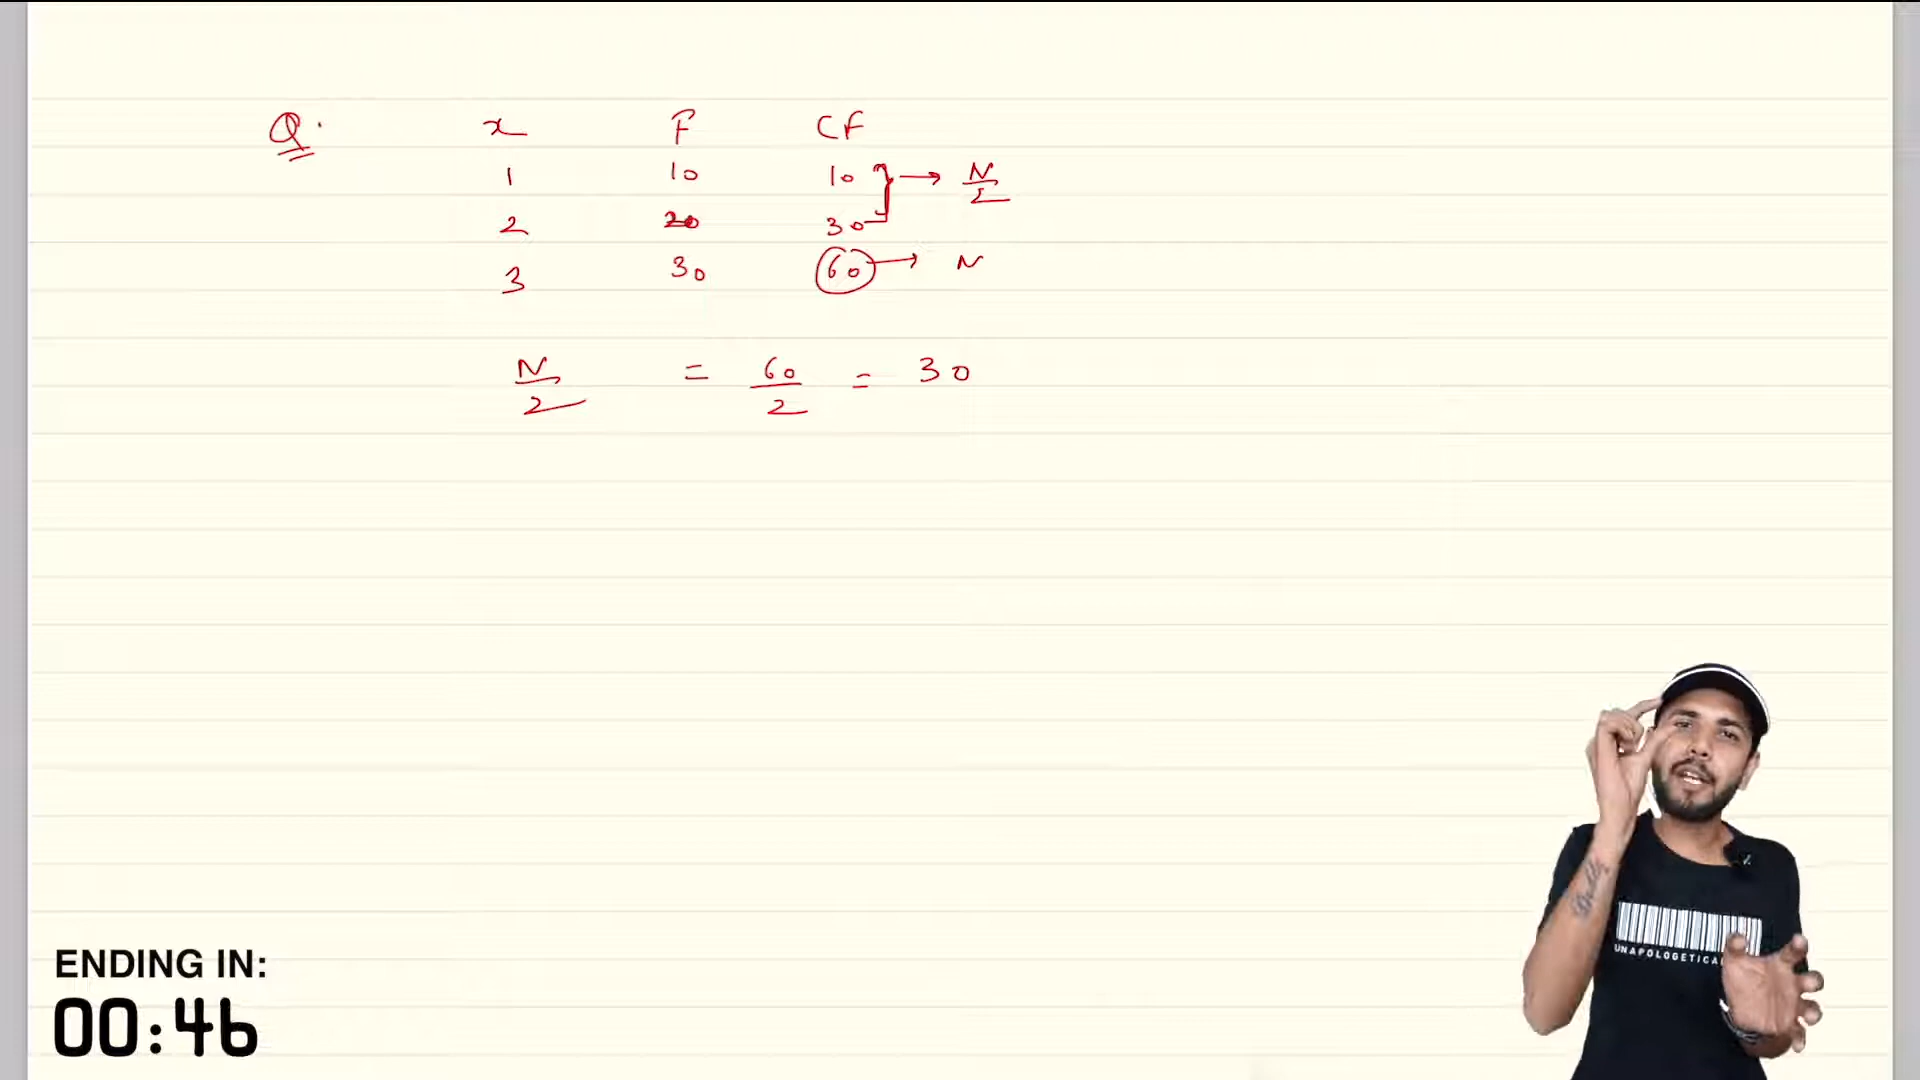 Q. x F CF
1 10 10 } → N/2
2 20 30
3 30 60 → N
N/2 = 60/2 = 30
UNAPOLOGETICA
ENDING IN:
00:46